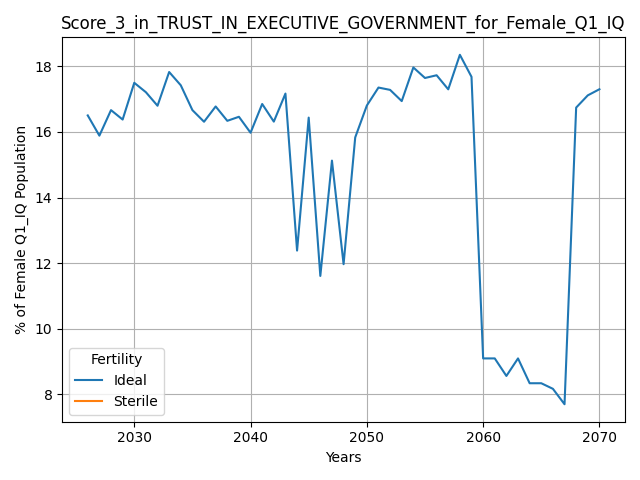 Score_3_in_TRUST_IN_EXECUTIVE_GOVERNMENT_for_Female_Q1_IQ
18
16
14
12
10
8
% of Female Q1_IQ Population
Fertility
Ideal
Sterile
2030 2040 2050 2060 2070
Years